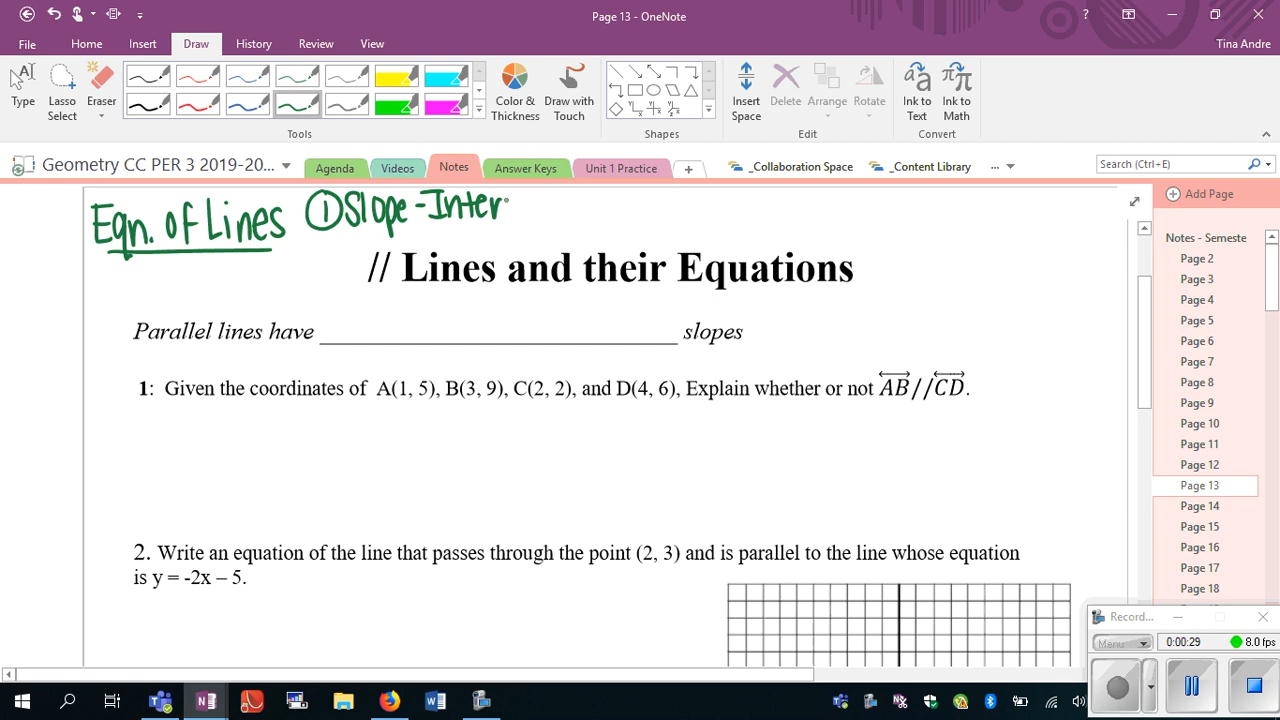 Page 13 - OneNote
?
File
Home
Insert
Draw
History
Review
View
Tina Andre
Type
Lasso
Select
Eraser
Color &
Thickness
Draw with
Touch
Insert
Space
Delete
Arrange
Rotate
Ink to
Text
Ink to
Math
Tools
Shapes
Edit
Convert
Geometry CC PER 3 2019-20...
Agenda
Videos
Notes
Answer Keys
Unit 1 Practice
+
_Collaboration Space
_Content Library
...
Search (Ctrl+E)
Add Page
Notes - Semeste
Page 2
Page 3
Page 4
Page 5
Page 6
Page 7
Page 8
Page 9
Page 10
Page 11
Page 12
Page 13
Page 14
Page 15
Page 16
Page 17
Page 18
Eqn. of Lines ① Slope-Inter
// Lines and their Equations
Parallel lines have ______________________________ slopes
1: Given the coordinates of A(1, 5), B(3, 9), C(2, 2), and D(4, 6), Explain whether or not AB//CD.
2. Write an equation of the line that passes through the point (2, 3) and is parallel to the line whose equation
is y = -2x – 5.
Record...
Menu
0:00:29
8.0 fps